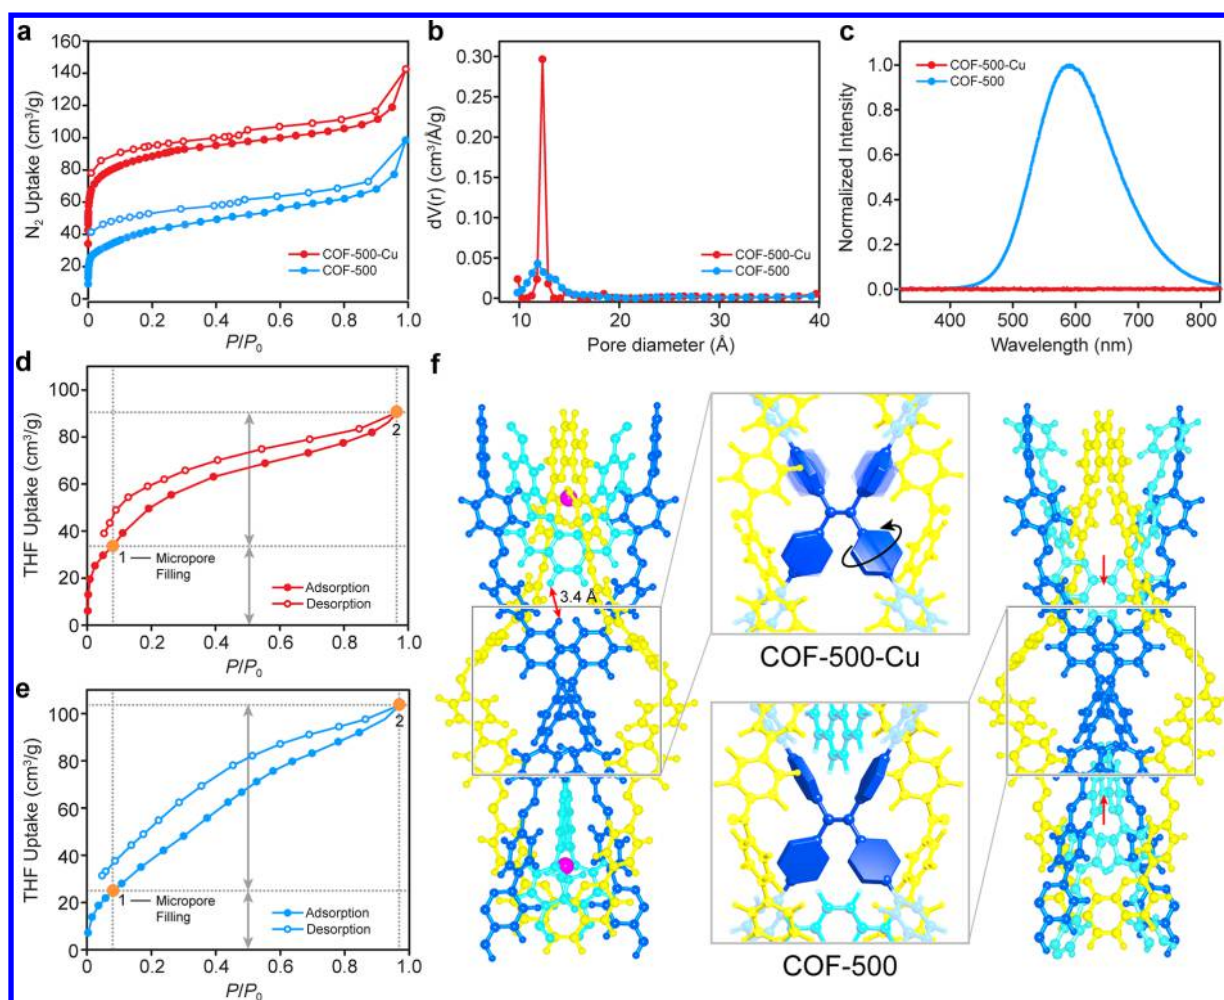 a
N₂ Uptake (cm³/g)
160
140
120
100
80
60
40
20
0
COF-500-Cu
COF-500
0
0.2
0.4
0.6
0.8
1.0
P/P₀
b
dV(r) (cm³/Å/g)
0.30
0.25
0.20
0.15
0.10
0.05
0
COF-500-Cu
COF-500
10
20
30
40
Pore diameter (Å)
c
Normalized Intensity
1.0
0.8
0.6
0.4
0.2
0.0
COF-500-Cu
COF-500
400
500
600
700
800
Wavelength (nm)
d
THF Uptake (cm³/g)
100
80
60
40
20
0
2
1 — Micropore
Filling
Adsorption
Desorption
0
0.2
0.4
0.6
0.8
1.0
P/P₀
e
THF Uptake (cm³/g)
100
80
60
40
20
0
2
1 — Micropore
Filling
Adsorption
Desorption
0
0.2
0.4
0.6
0.8
1.0
P/P₀
f
3.4 Å
COF-500-Cu
COF-500